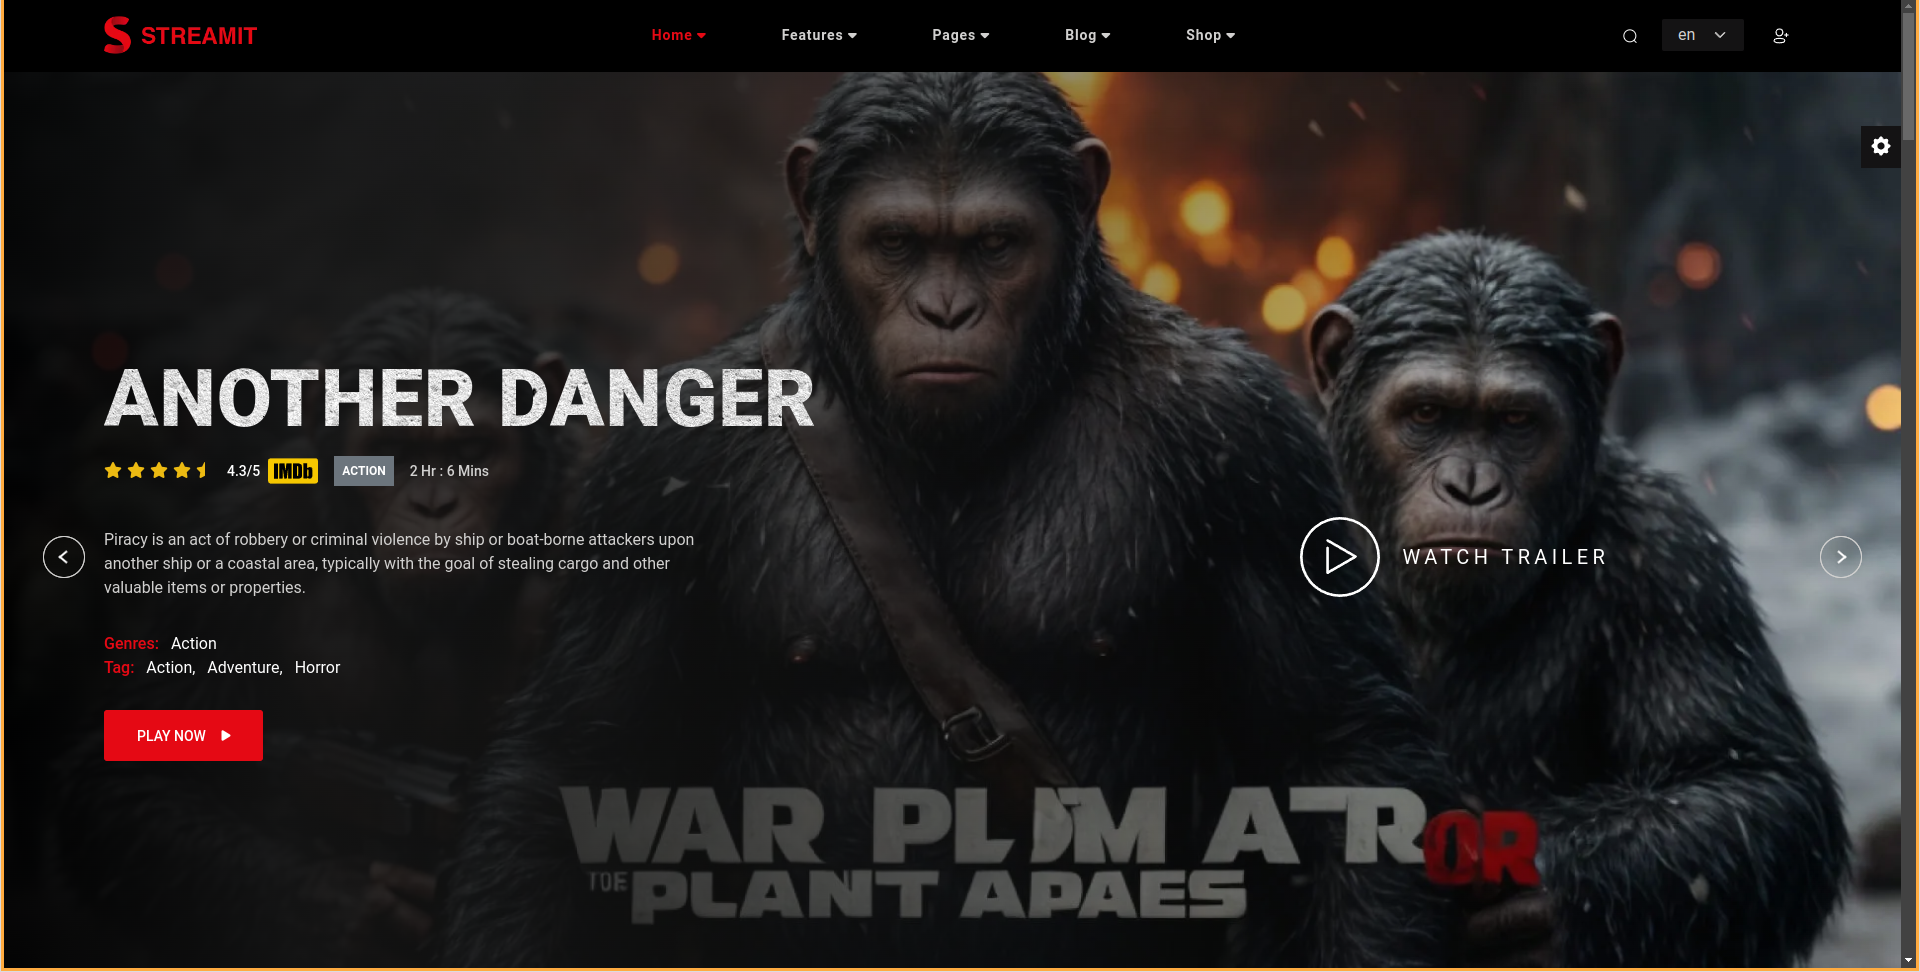 STREAMIT
Home
Features
Pages
Blog
Shop
en
ANOTHER DANGER
4.3/5 IMDb ACTION 2 Hr : 6 Mins
Piracy is an act of robbery or criminal violence by ship or boat-borne attackers upon
another ship or a coastal area, typically with the goal of stealing cargo and other
valuable items or properties.
WATCH TRAILER
Genres: Action
Tag: Action, Adventure, Horror
PLAY NOW
WAR
OR
PLANT APAES